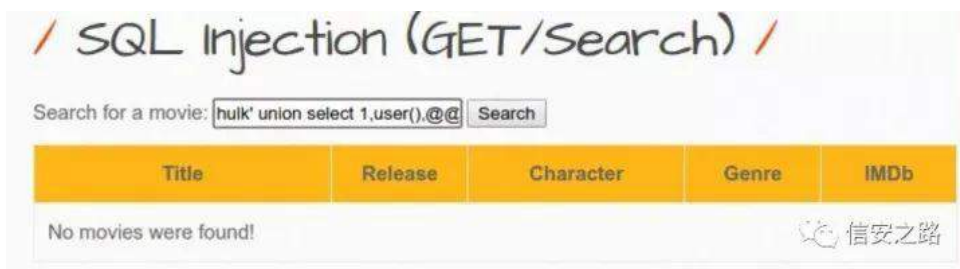 / SQL Injection (GET/Search) /
Search for a movie: hulk' union select 1,user(),@@ Search
Title Release Character Genre IMDb
No movies were found!
信安之路